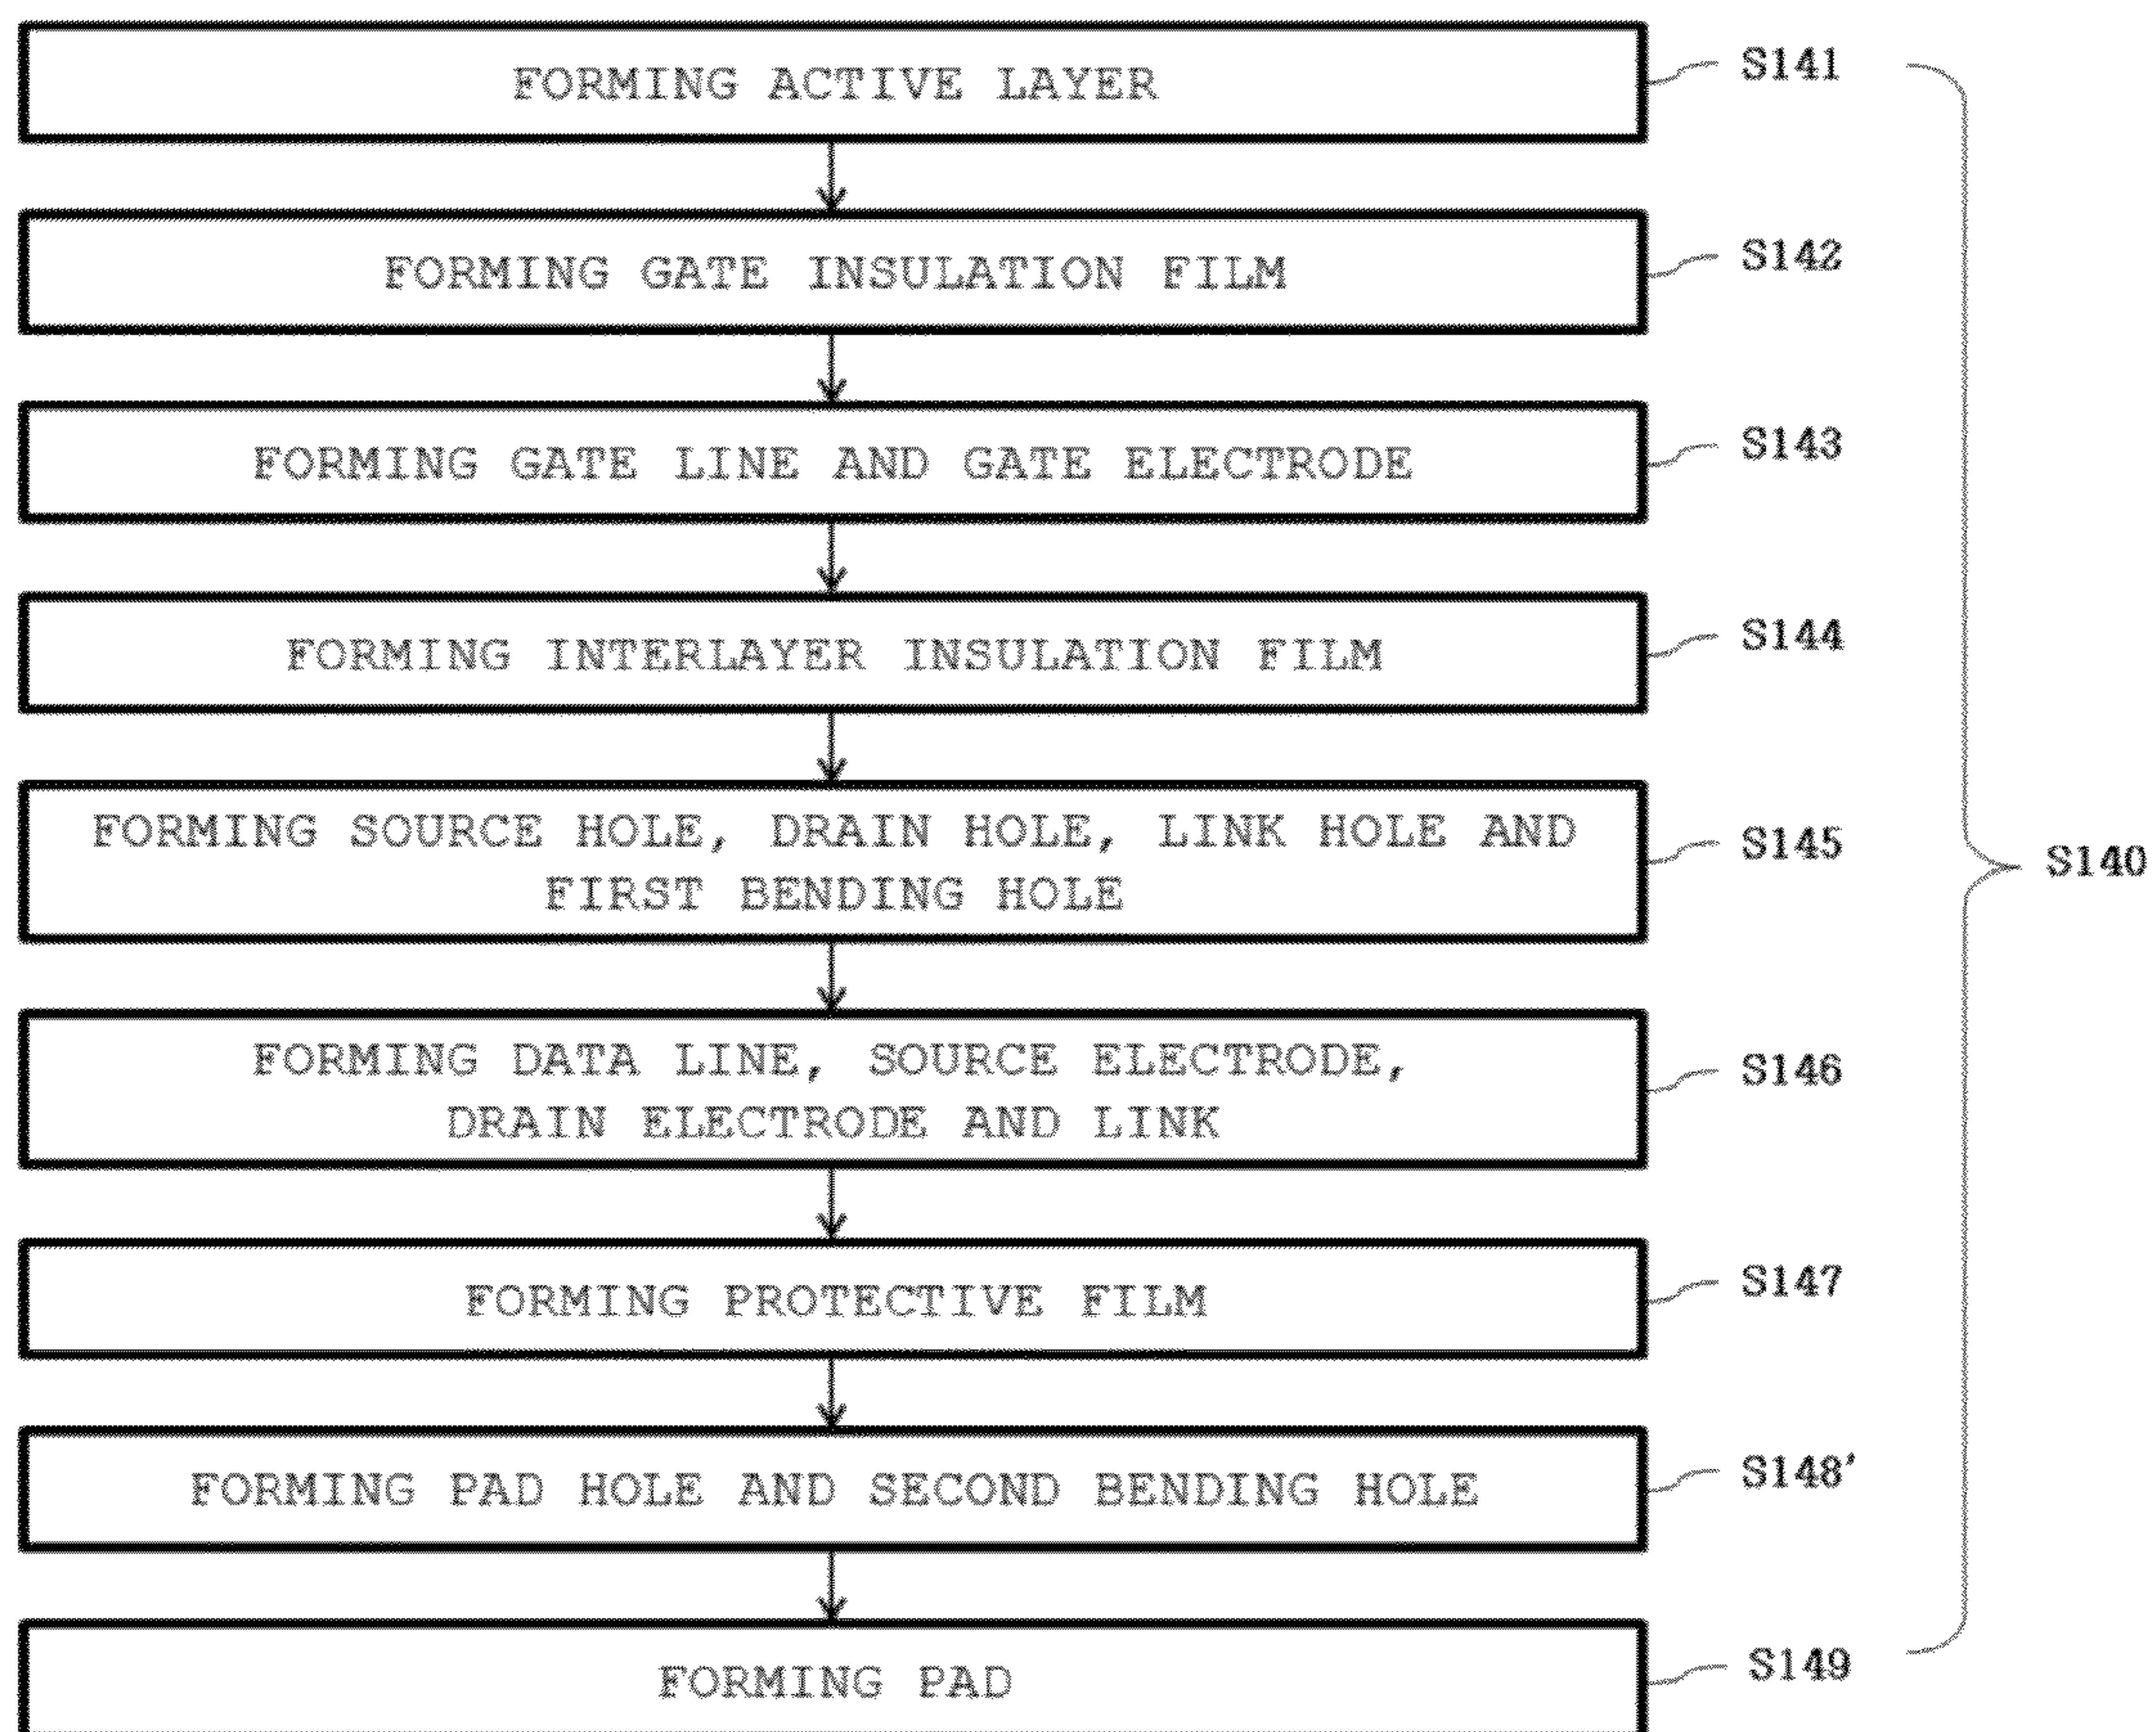 FORMING ACTIVE LAYER
S141
FORMING GATE INSULATION FILM
S142
FORMING GATE LINE AND GATE ELECTRODE
S143
FORMING INTERLAYER INSULATION FILM
S144
FORMING SOURCE HOLE, DRAIN HOLE, LINK HOLE AND
FIRST BENDING HOLE
S145
S140
FORMING DATA LINE, SOURCE ELECTRODE,
DRAIN ELECTRODE AND LINK
S146
FORMING PROTECTIVE FILM
S147
FORMING PAD HOLE AND SECOND BENDING HOLE
S148'
FORMING PAD
S149